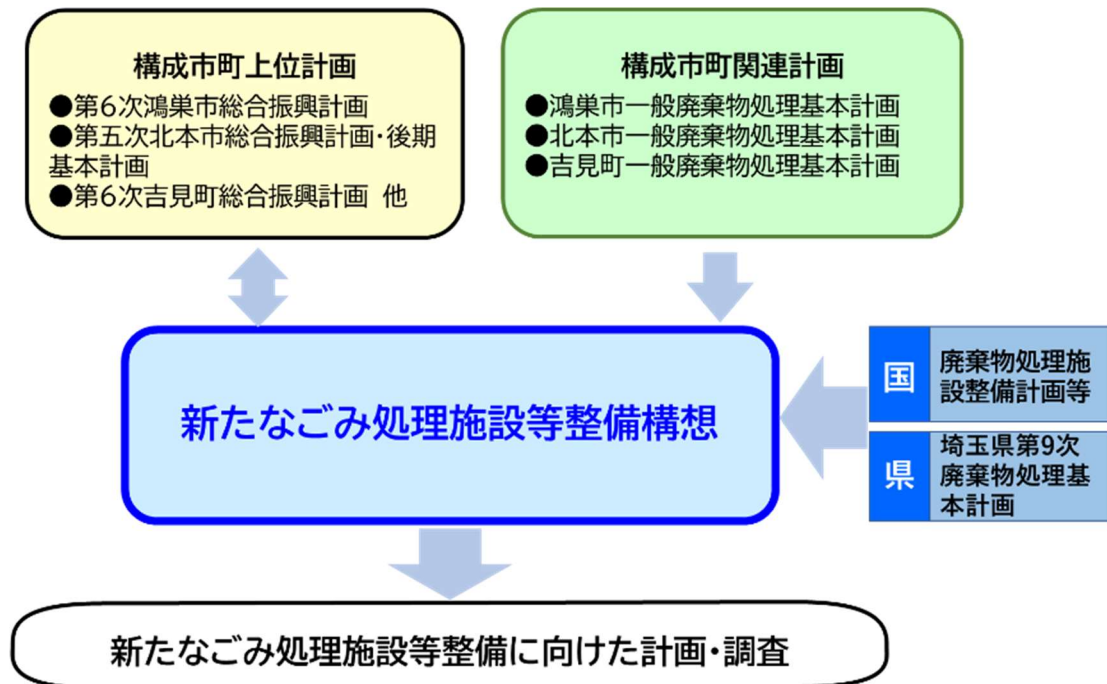 構成市町上位計画
●第6次鴻巣市総合振興計画
●第五次北本市総合振興計画・後期
基本計画
●第6次吉見町総合振興計画 他
構成市町関連計画
●鴻巣市一般廃棄物処理基本計画
●北本市一般廃棄物処理基本計画
●吉見町一般廃棄物処理基本計画
新たなごみ処理施設等整備構想
国
廃棄物処理施
設整備計画等
県
埼玉県第9次
廃棄物処理基
本計画
新たなごみ処理施設等整備に向けた計画・調査